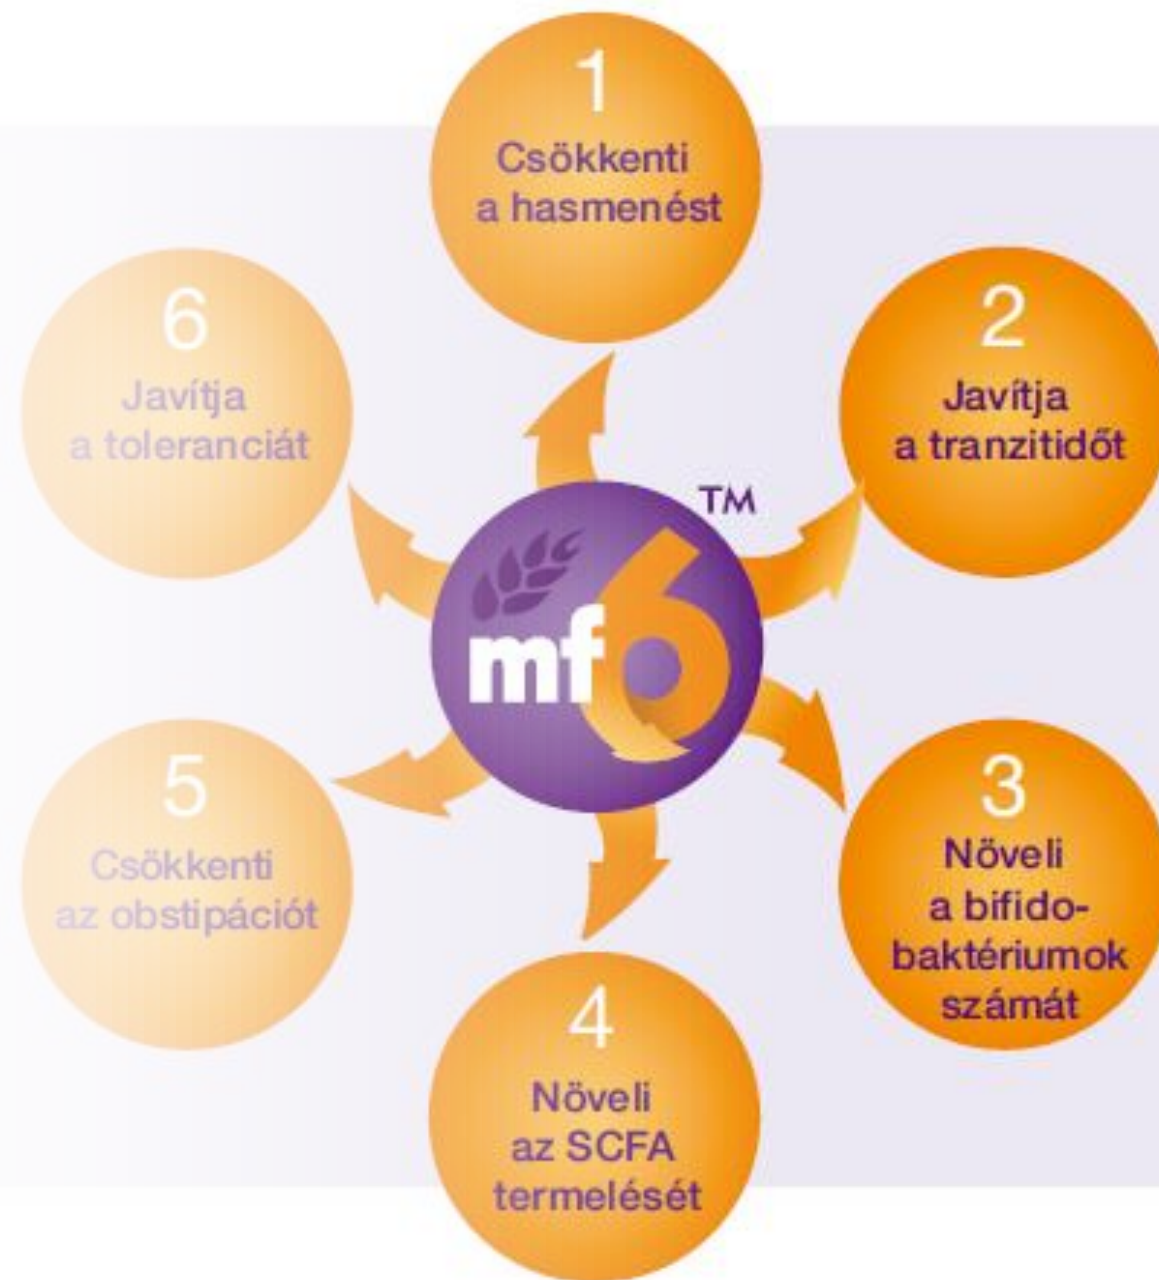 1
Csökkenti
a hasmenést
2
Javítja
a tranzitidőt
3
Növeli
a bifido-
baktériumok
számát
4
Növeli
az SCFA
termelését
5
Csökkenti
az obstipációt
6
Javítja
a toleranciát
mf6
TM